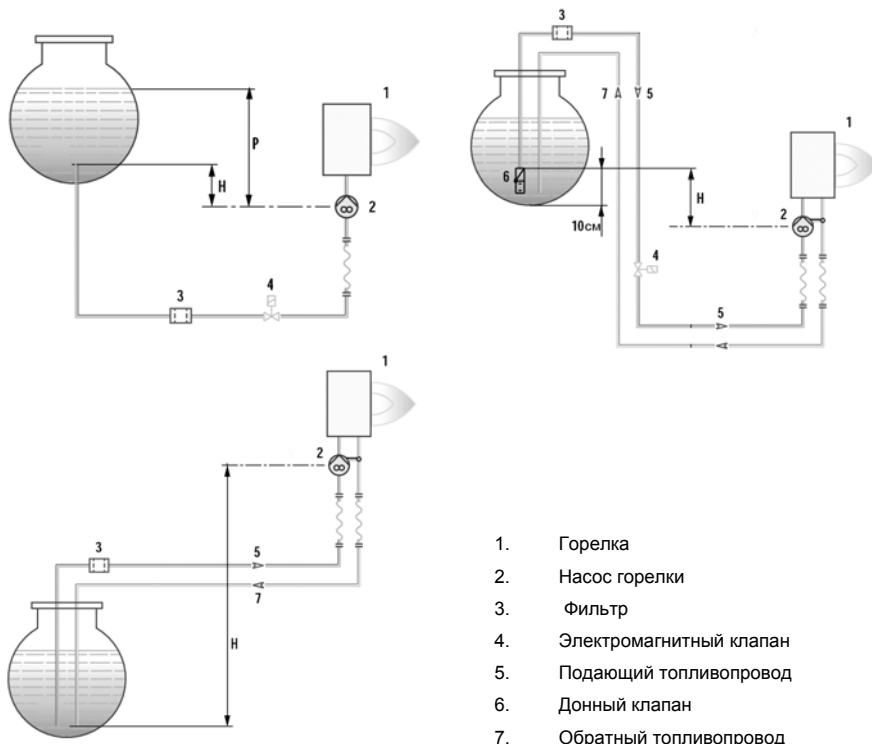 3
1
7
5
P
H
2
6
H
10см
4
3
4
5
1
2
3
5
7
H
1. Горелка
2. Насос горелки
3. Фильтр
4. Электромагнитный клапан
5. Подающий топливопровод
6. Донный клапан
7. Обратный топливопровод
1
2